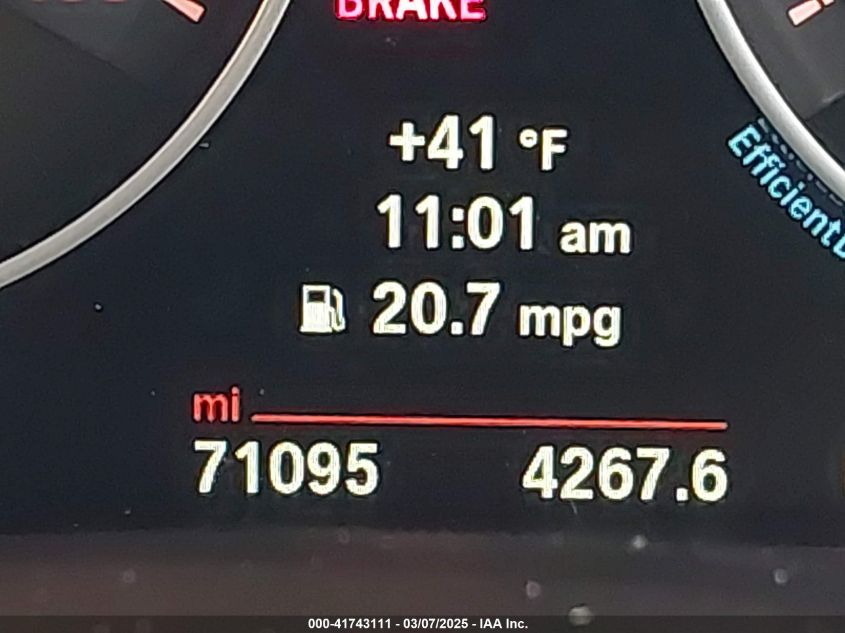 BRAKE
+41 °F
11:01 am
20.7 mpg
mi
71095 4267.6
Efficient
000-41743111 - 03/07/2025 - IAA Inc.